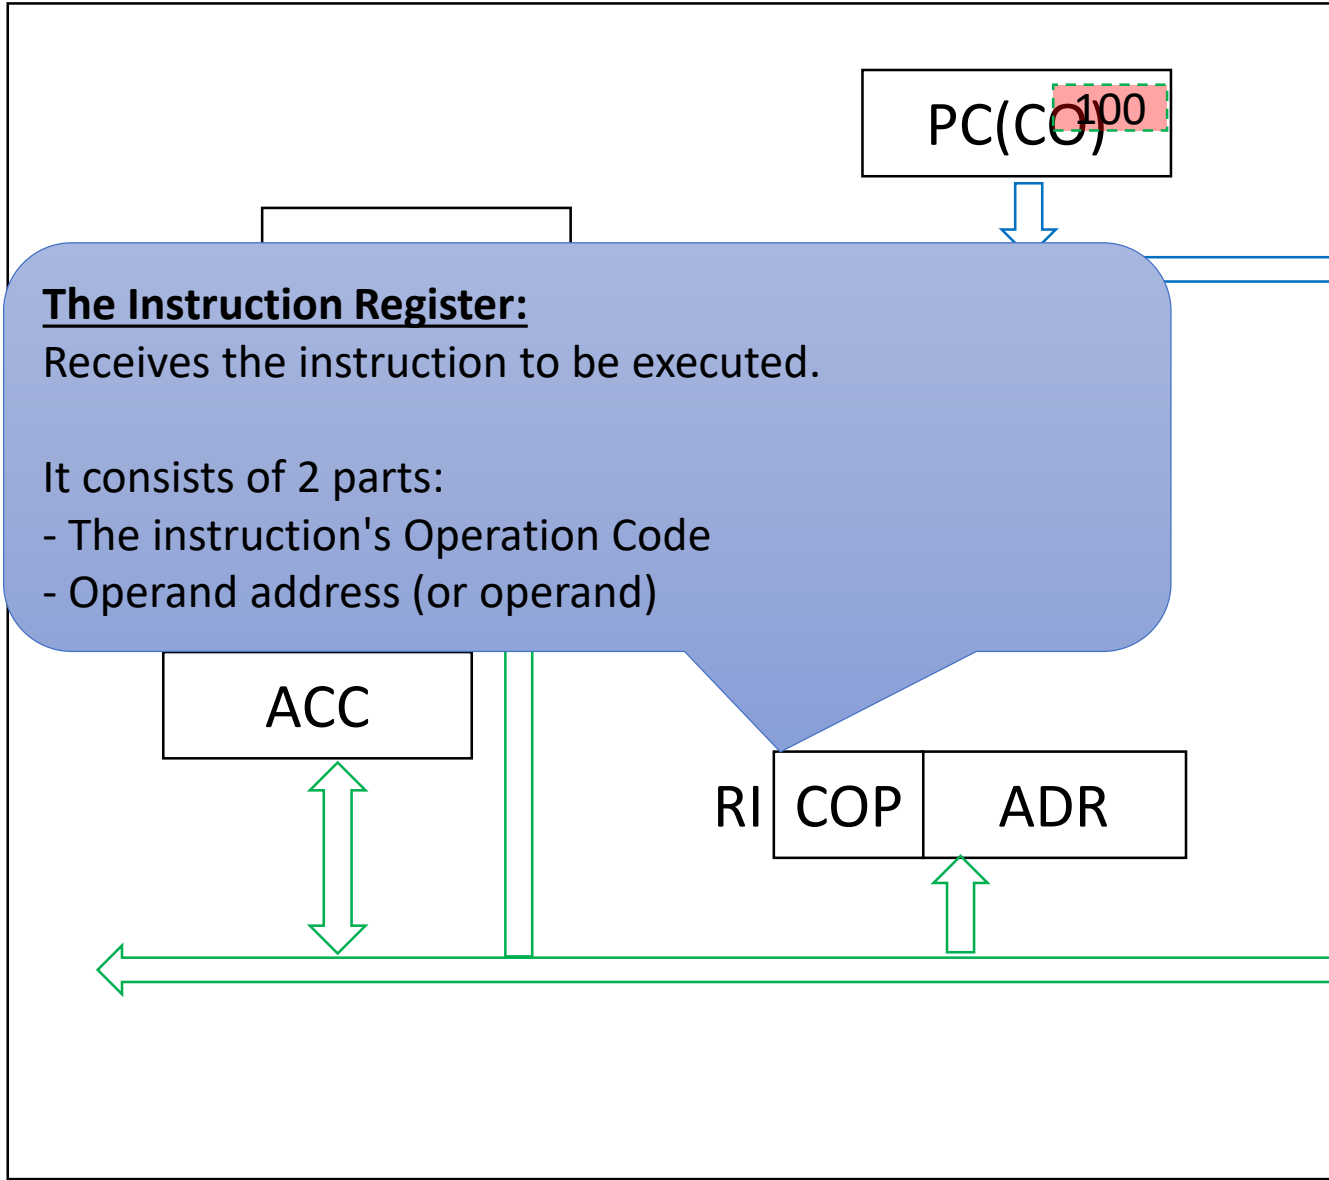 PC(CO)
100
The Instruction Register:
Receives the instruction to be executed.
It consists of 2 parts:
- The instruction's Operation Code
- Operand address (or operand)
ACC
RI COP ADR